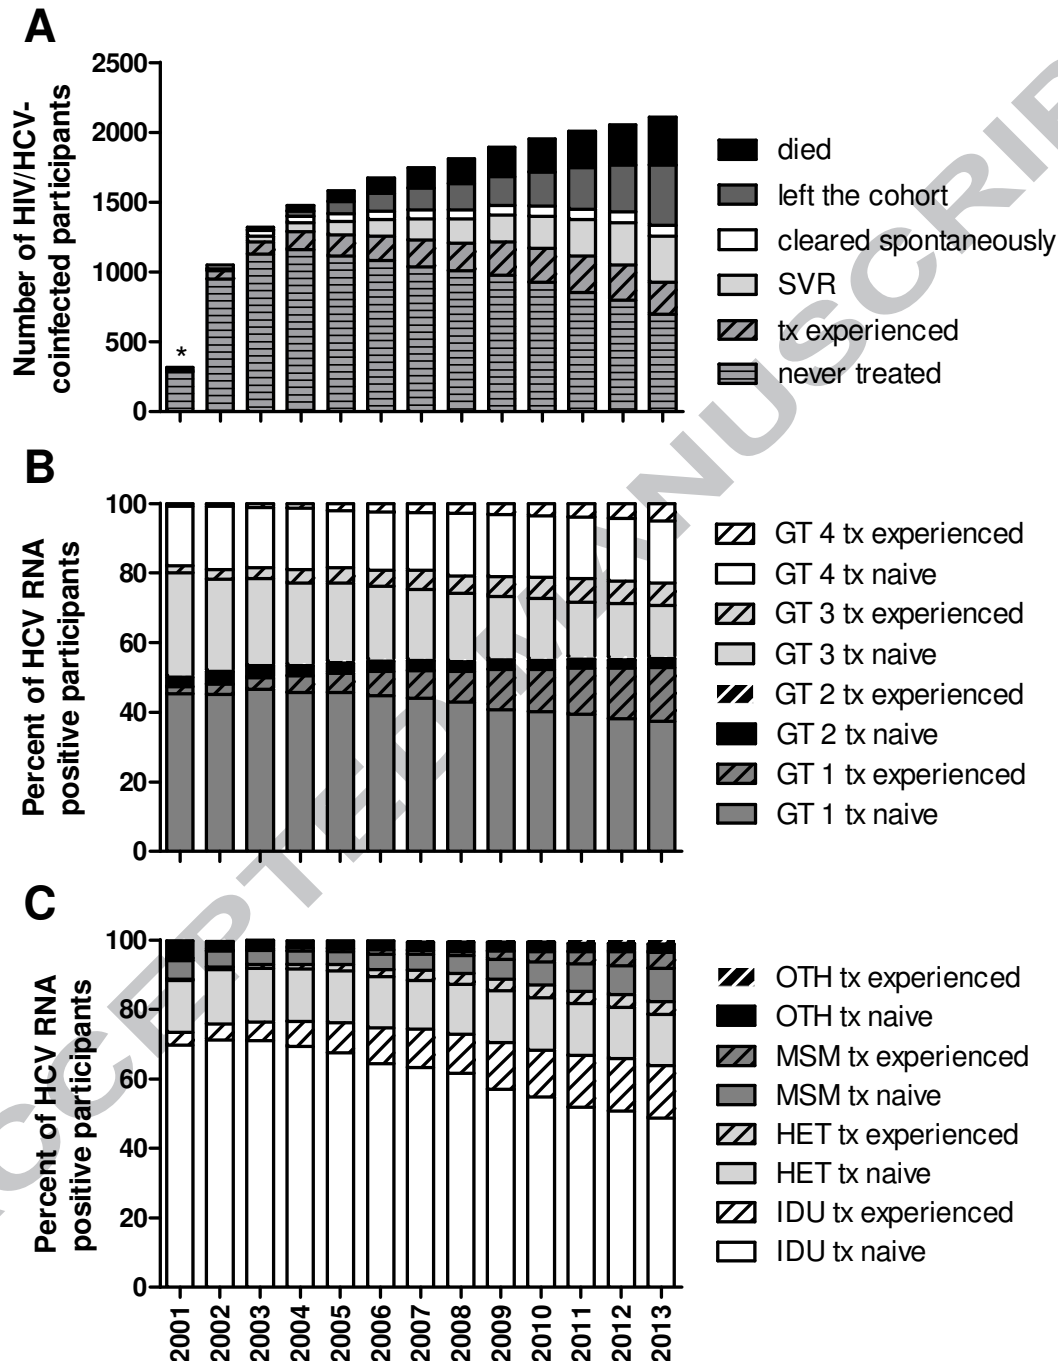 A
Number of HIV/HCV-
coinfected participants
2500
2000
1500
1000
500
0
*
died
left the cohort
cleared spontaneously
SVR
tx experienced
never treated
B
Percent of HCV RNA
positive participants
100
80
60
40
20
0
GT 4 tx experienced
GT 4 tx naive
GT 3 tx experienced
GT 3 tx naive
GT 2 tx experienced
GT 2 tx naive
GT 1 tx experienced
GT 1 tx naive
C
Percent of HCV RNA
positive participants
100
80
60
40
20
0
OTH tx experienced
OTH tx naive
MSM tx experienced
MSM tx naive
HET tx experienced
HET tx naive
IDU tx experienced
IDU tx naive
2001 2002 2003 2004 2005 2006 2007 2008 2009 2010 2011 2012 2013
CCEPTED MANUSCRIP